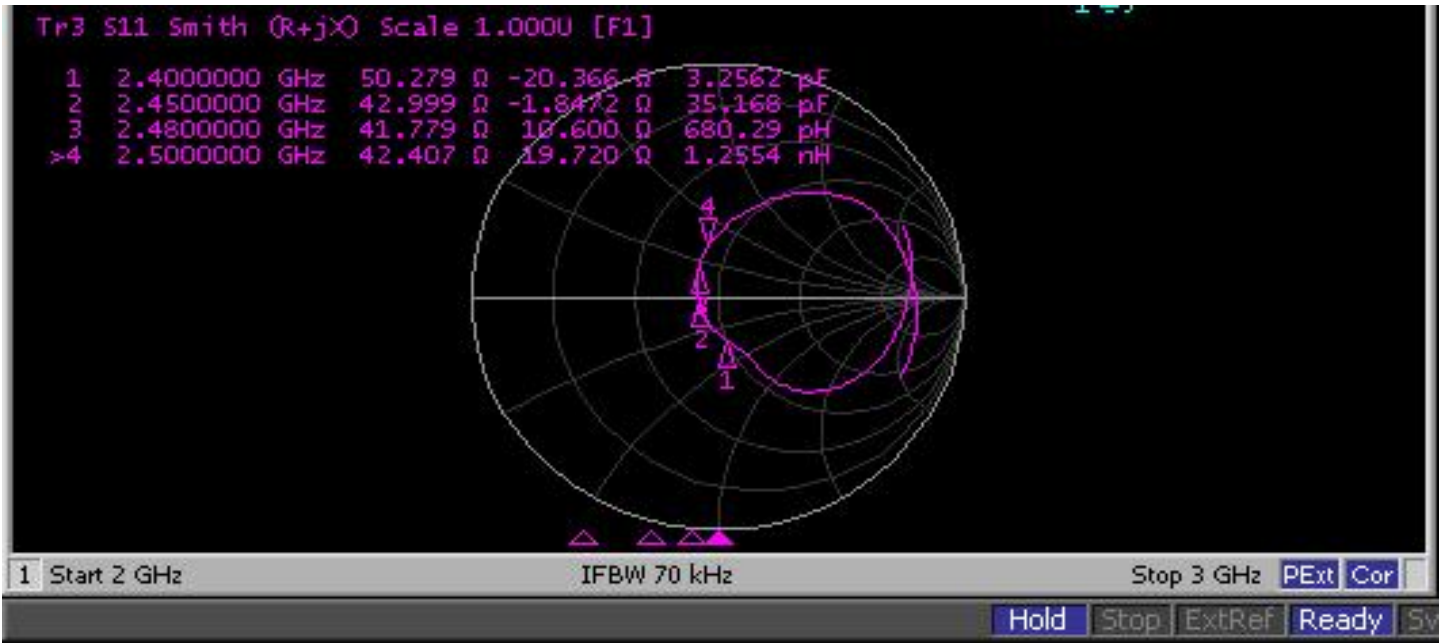 Tr3 S11 Smith (R+jX) Scale 1.000U [F1]
1 2.4000000 GHz 50.279 Ω -20.366 Ω 3.2562 pF
2 2.4500000 GHz 42.999 Ω -1.8472 Ω 35.168 pF
3 2.4800000 GHz 41.779 Ω 10.600 Ω 680.29 pH
>4 2.5000000 GHz 42.407 Ω 19.720 Ω 1.2554 nH
4
2
1
1 Start 2 GHz IFBW 70 kHz Stop 3 GHz PExt Cor
Hold Stop ExtRef Ready Sv